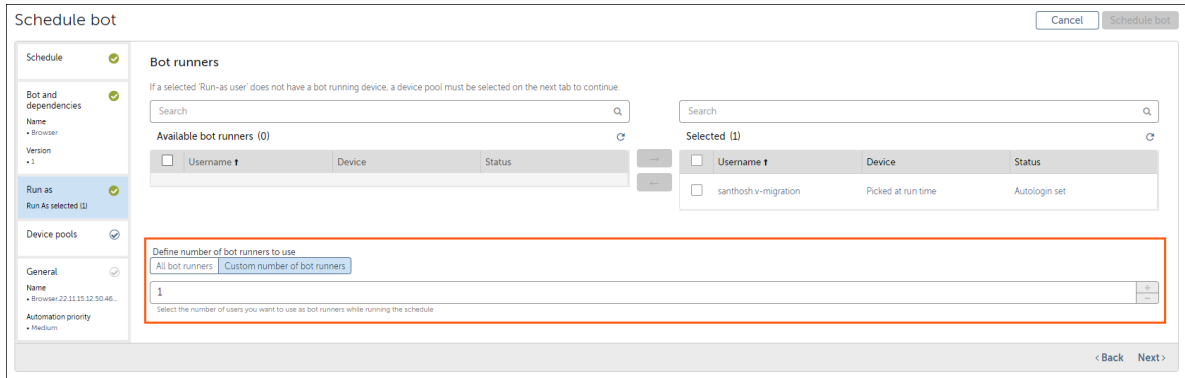 Schedule bot
Cancel
Schedule bot
Schedule
Bot and
dependencies
Name
• Browser
Version
• 1
Run as
Run As selected (1)
Device pools
General
Name
• Browser.22.11.15.12.50.46...
Automation priority
• Medium
Bot runners
If a selected 'Run-as user' does not have a bot running device, a device pool must be selected on the next tab to continue.
Search
Available bot runners (0)
Username ↑ Device Status
→
←
Search
Selected (1)
Username ↑ Device Status
santhosh.v-migration Picked at run time Autologin set
Define number of bot runners to use
All bot runners Custom number of bot runners
1
+
−
Select the number of users you want to use as bot runners while running the schedule
‹ Back Next ›